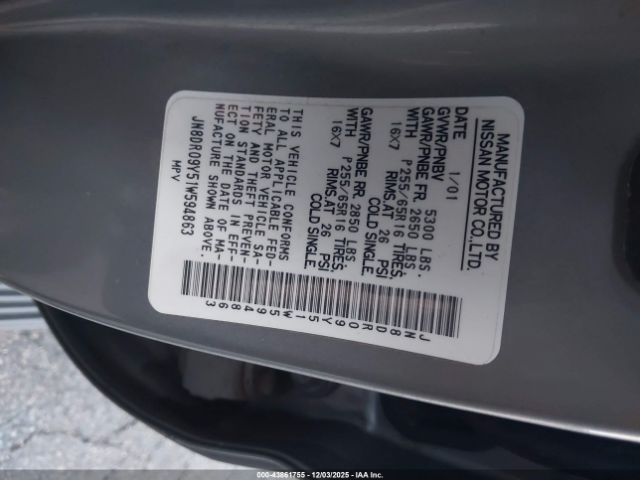 MANUFACTURED BY
NISSAN MOTOR CO.,LTD.
DATE 1/01
GVWR/PNBV 5300 LBS.
GAWR/PNBE FR. 2650 LBS.
WITH P255/65R16 TIRES,
16X7 RIMS,AT 26 PSI
COLD SINGLE,
GAWR/PNBE RR. 2850 LBS.
WITH P255/65R16 TIRES,
16X7 RIMS,AT 26 PSI
COLD SINGLE,
THIS VEHICLE CONFORMS
TO ALL APPLICABLE FED-
ERAL MOTOR VEHICLE SA-
FETY AND THEFT PREVEN-
TION STANDARDS IN EFF-
ECT ON THE DATE OF MA-
NUFACTURE SHOWN ABOVE.
JN8DR09Y51W594863
MPV
JN8DR09Y51W594863
000-43861755 - 12/03/2025 - IAA.